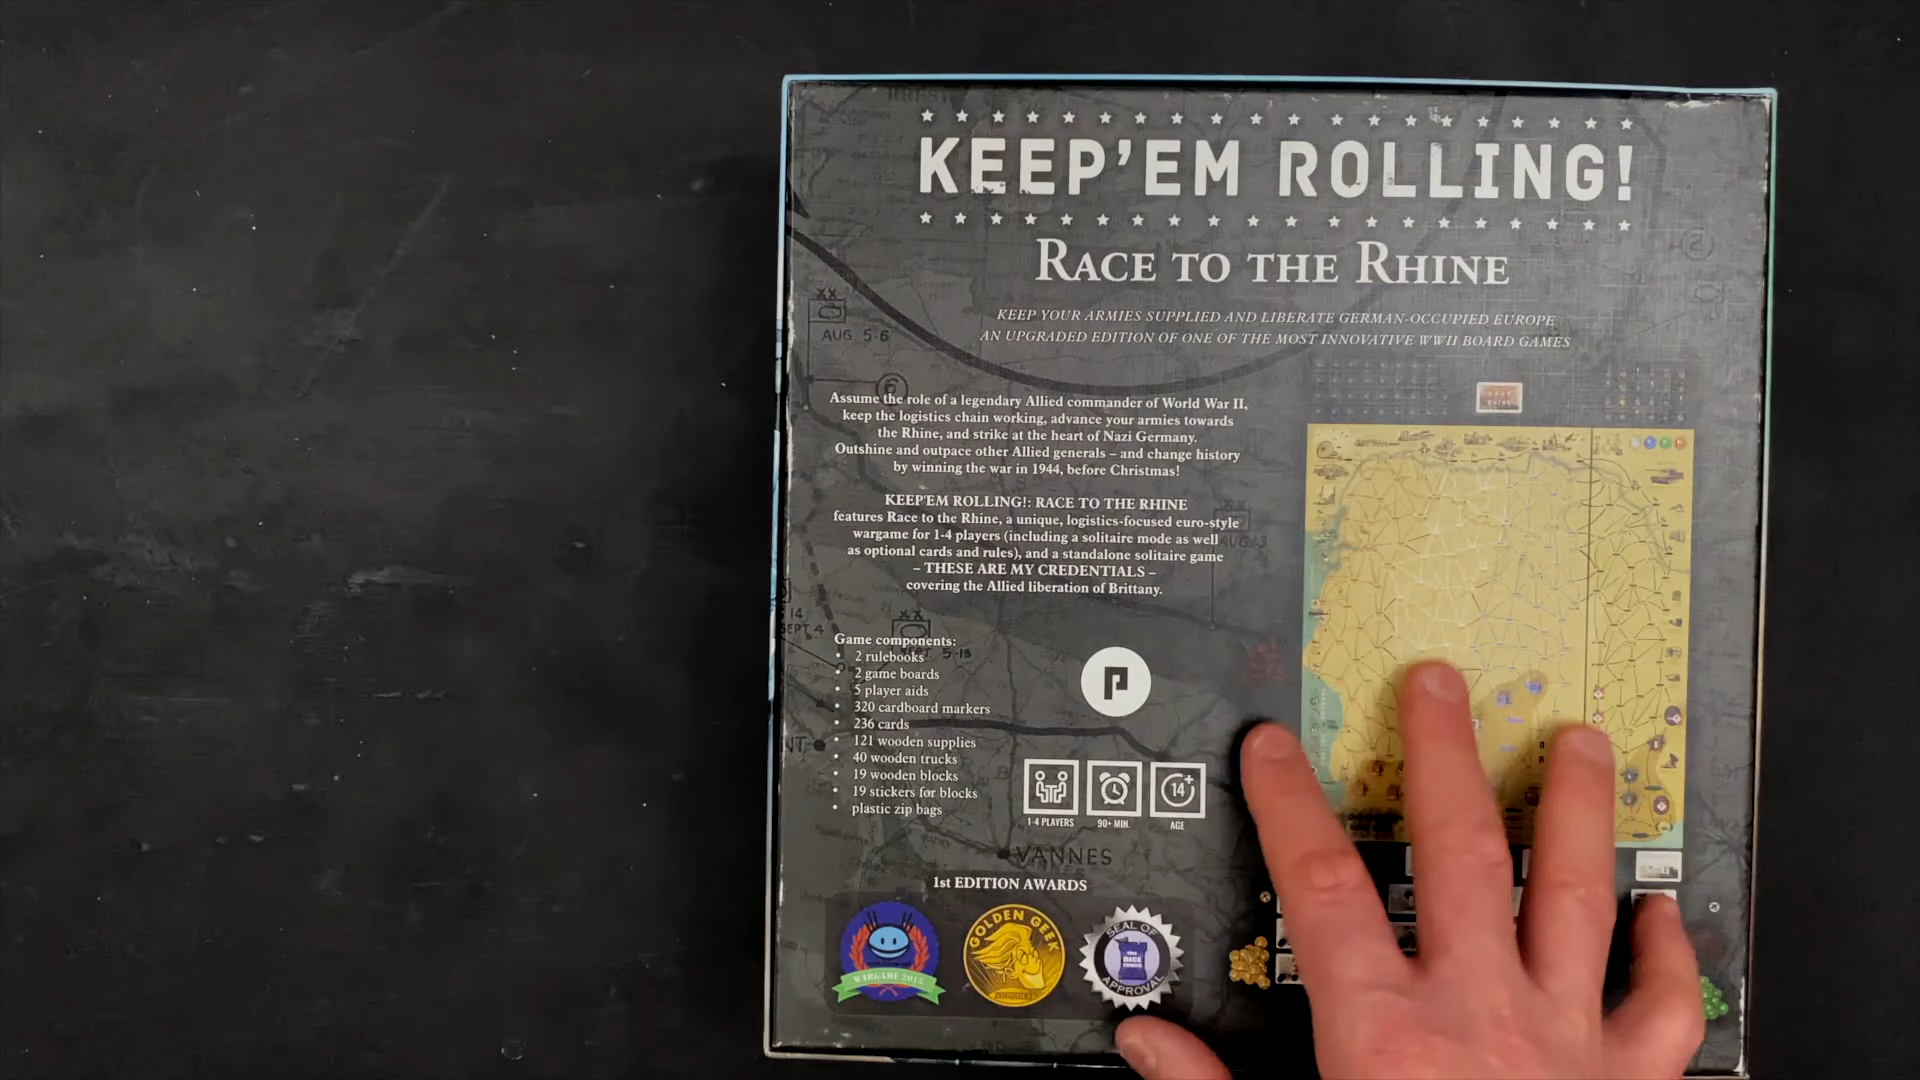 KEEP'EM ROLLING!
RACE TO THE RHINE
KEEP YOUR ARMIES SUPPLIED AND LIBERATE GERMAN-OCCUPIED EUROPE
AN UPGRADED EDITION OF ONE OF THE MOST INNOVATIVE WWII BOARD GAMES
AUG 5-6
6
Assume the role of a legendary Allied commander of World War II,
keep the logistics chain working, advance your armies towards
the Rhine, and strike at the heart of Nazi Germany.
Outshine and outpace other Allied generals – and change history
by winning the war in 1944, before Christmas!
KEEP'EM ROLLING!: RACE TO THE RHINE
features Race to the Rhine, a unique, logistics-focused euro-style
wargame for 1-4 players (including a solitaire mode as well
as optional cards and rules), and a standalone solitaire game
– THESE ARE MY CREDENTIALS –
covering the Allied liberation of Brittany.
14
SEPT 4
Game components:
• 2 rulebooks
• 2 game boards
• 5 player aids
• 320 cardboard markers
• 236 cards
• 121 wooden supplies
• 40 wooden trucks
• 19 wooden blocks
• 19 stickers for blocks
• plastic zip bags
P
14+
1-4 PLAYERS
90+ MIN.
AGE
VANNES
1st EDITION AWARDS
WARGAME 2015
GOLDEN GEEK
SEAL OF
THE DICE TOWER
APPROVAL